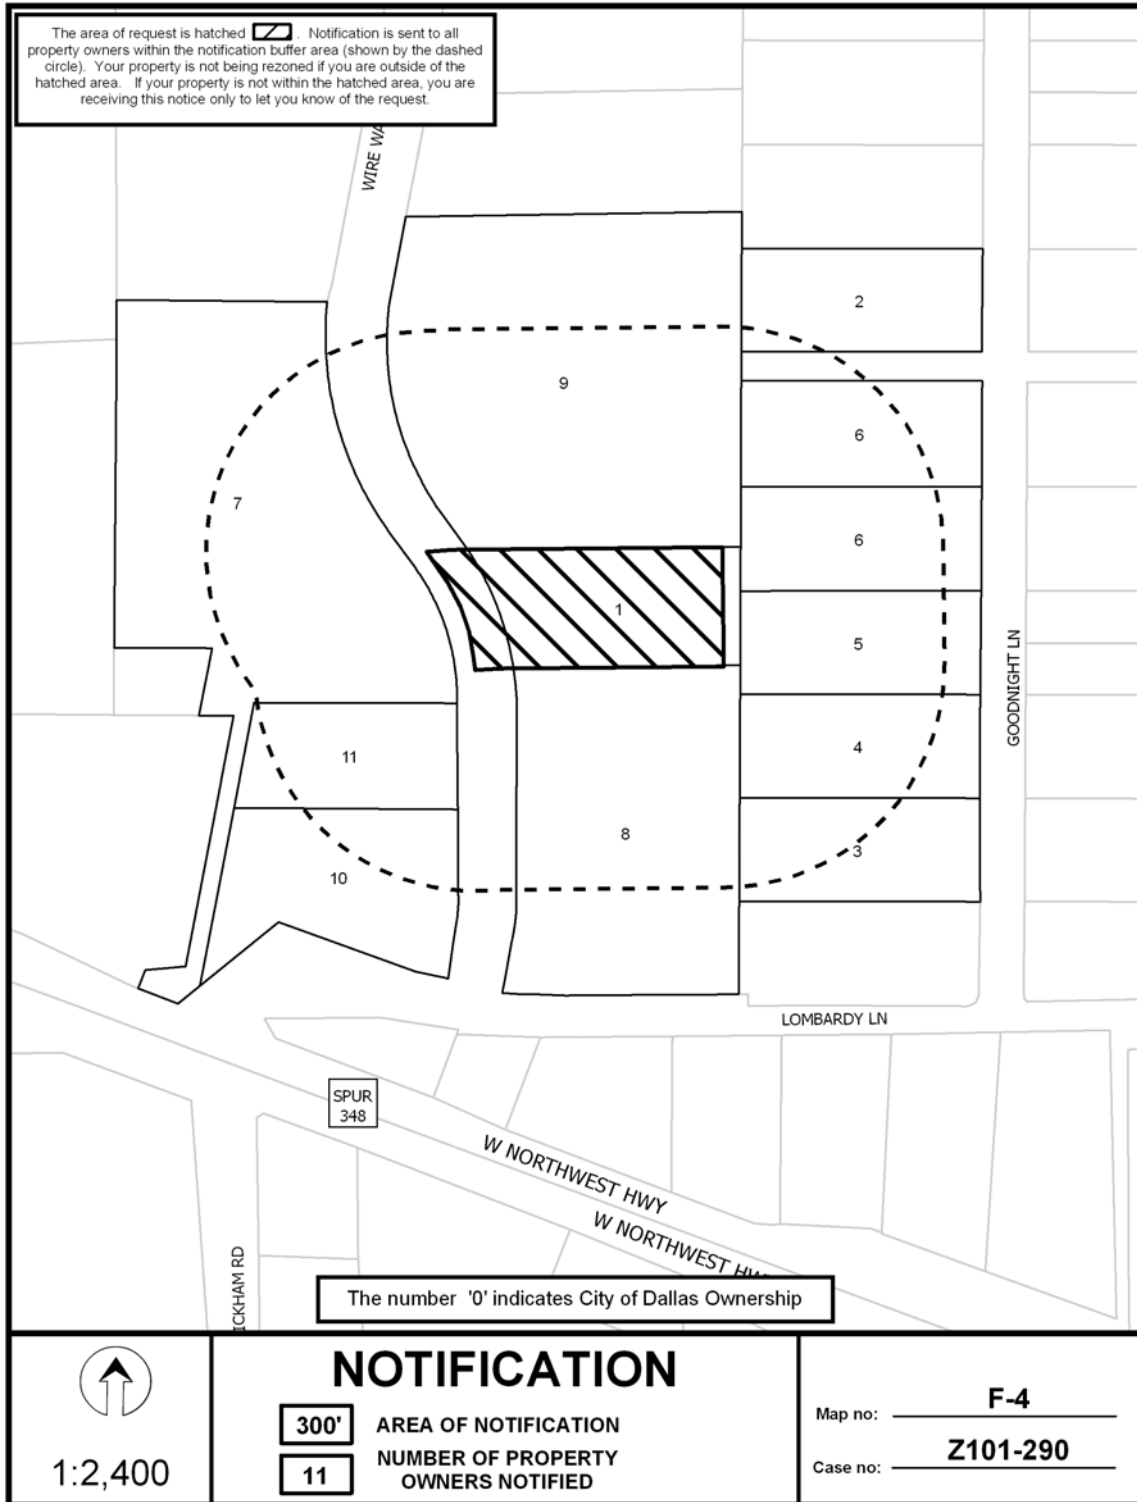 The area of request is hatched . Notification is sent to all
property owners within the notification buffer area (shown by the dashed
circle). Your property is not being rezoned if you are outside of the
hatched area. If your property is not within the hatched area, you are
receiving this notice only to let you know of the request.
WIRE
2
9
6
7
6
1
5
GOODNIGHT LN
4
11
8
3
10
LOMBARDY LN
SPUR
348
W NORTHWEST HWY
W NORTHWEST
RD
The number '0' indicates City of Dallas Ownership
1:2,400
NOTIFICATION
300' AREA OF NOTIFICATION
11 NUMBER OF PROPERTY
OWNERS NOTIFIED
Map no: F-4
Case no: Z101-290